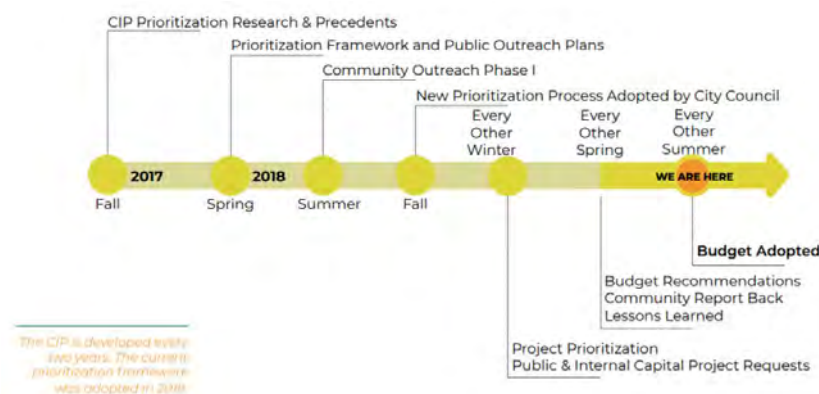 CIP Prioritization Research & Precedents
Prioritization Framework and Public Outreach Plans
Community Outreach Phase I
New Prioritization Process Adopted by City Council
Every
Other
Winter
Every
Other
Spring
Every
Other
Summer
2017
2018
WE ARE HERE
Fall
Spring
Summer
Fall
Budget Adopted
Budget Recommendations
Community Report Back
Lessons Learned
Project Prioritization
Public & Internal Capital Project Requests
The CIP is developed every
two years. The current
prioritization framework
was adopted in 2018.